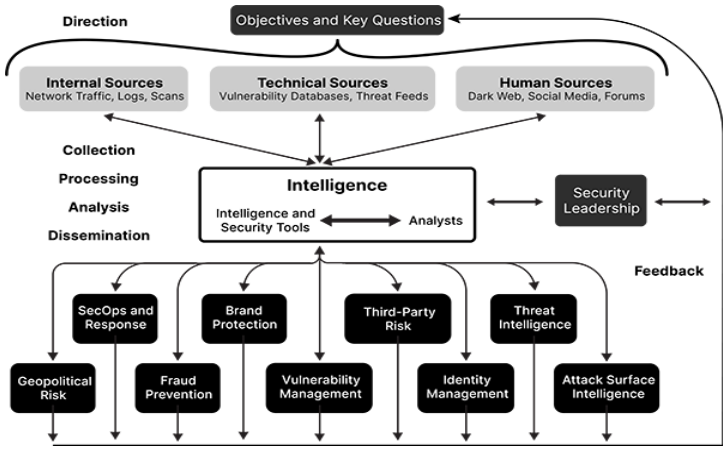 Direction
Objectives and Key Questions
Internal Sources
Network Traffic, Logs, Scans
Technical Sources
Vulnerability Databases, Threat Feeds
Human Sources
Dark Web, Social Media, Forums
Collection
Processing
Analysis
Dissemination
Intelligence
Intelligence and
Security Tools
Analysts
Security
Leadership
Feedback
SecOps and
Response
Brand
Protection
Third-Party
Risk
Threat
Intelligence
Geopolitical
Risk
Fraud
Prevention
Vulnerability
Management
Identity
Management
Attack Surface
Intelligence